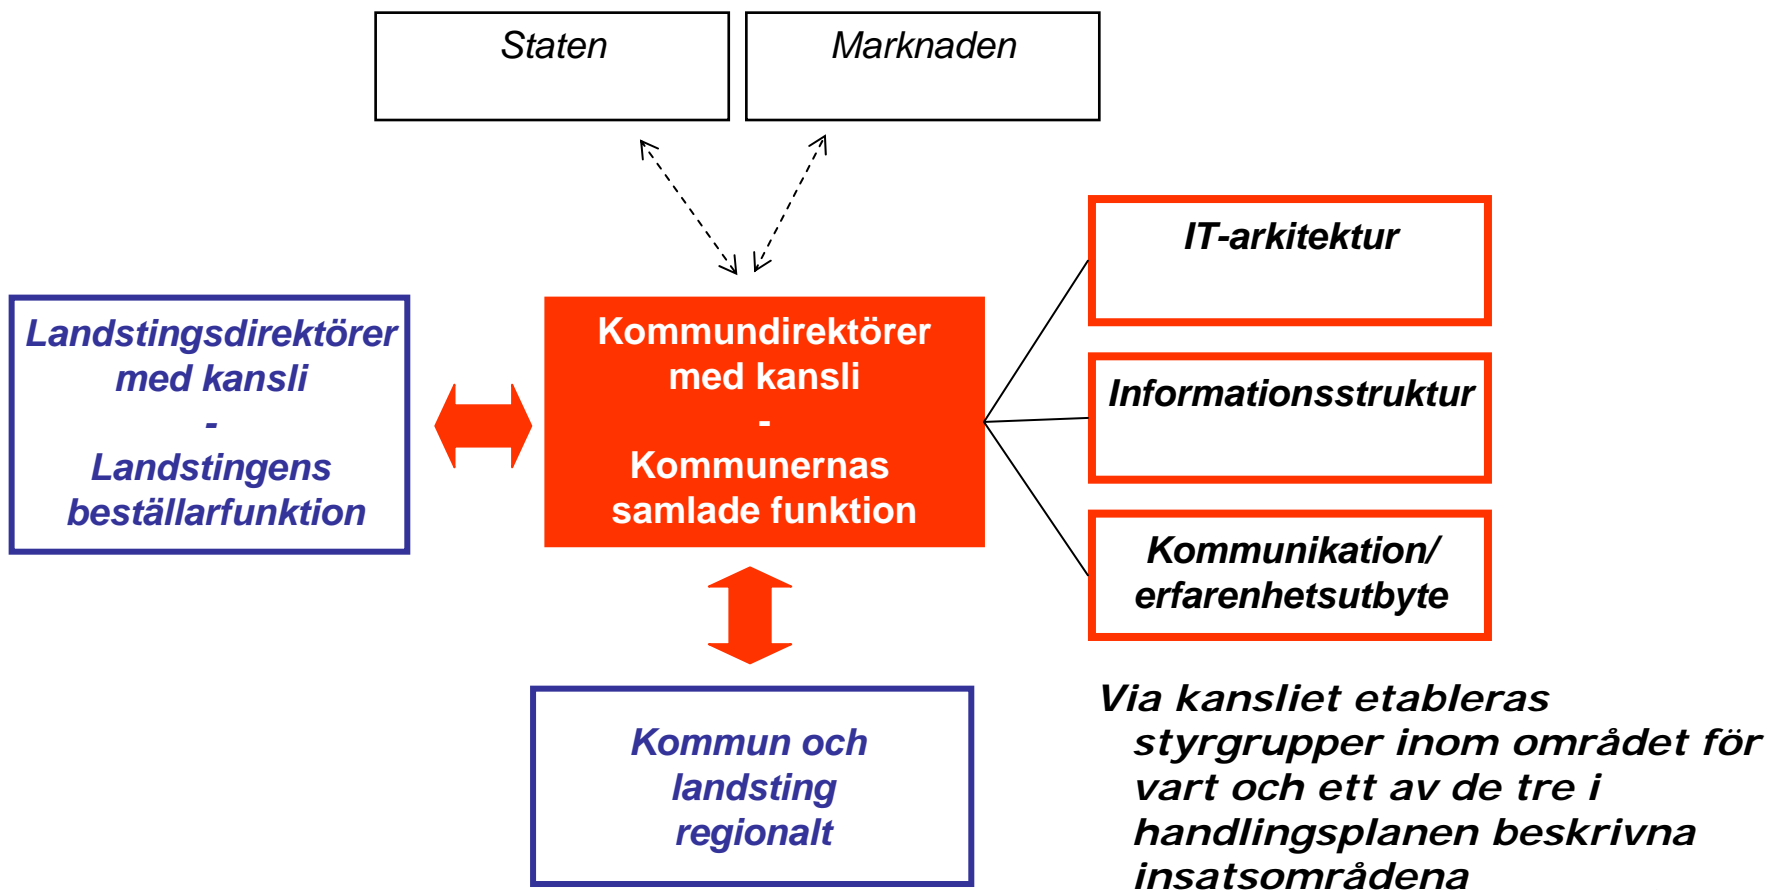 Staten
Marknaden
IT-arkitektur
Landstingsdirektörer
med kansli
-
Landstingens
beställarfunktion
Kommundirektörer
med kansli
-
Kommunernas
samlade funktion
Informationsstruktur
Kommunikation/
erfarenhetsutbyte
Kommun och
landsting
regionalt
Via kansliet etableras
styrgrupper inom området för
vart och ett av de tre i
handlingsplanen beskrivna
insatsområdena